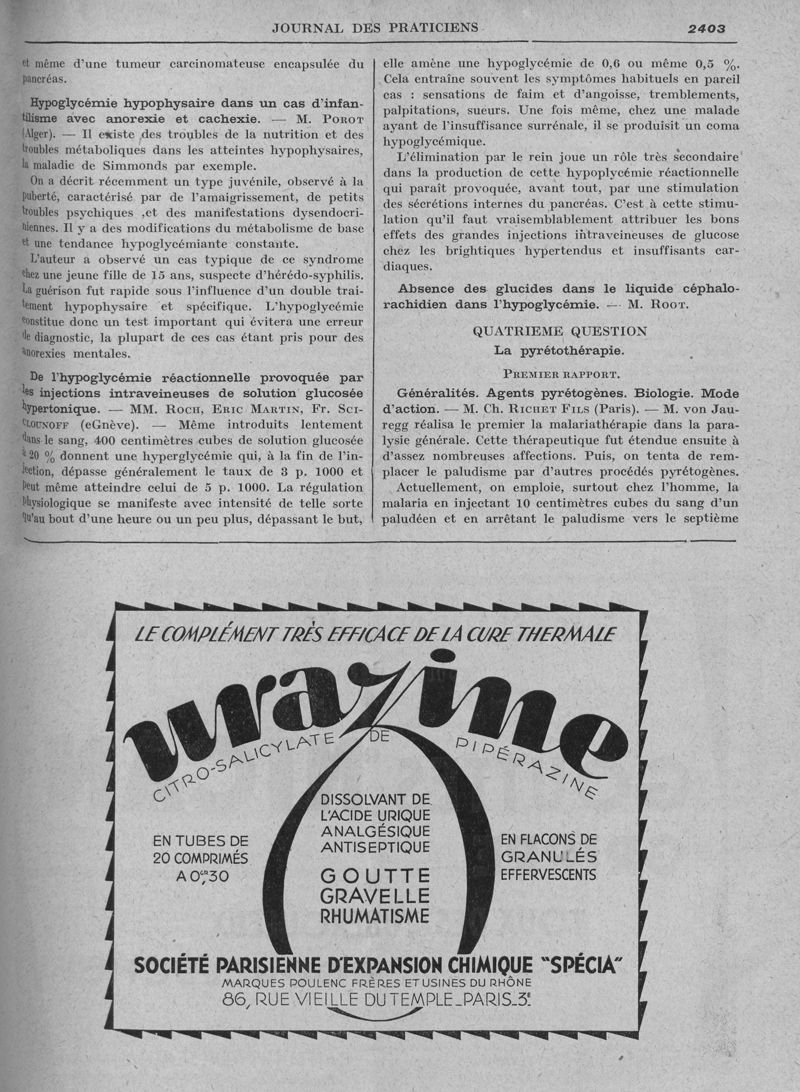 JOURNAL DES PRATICIENS
2403
et même d'une tumeur carcinomateuse encapsulée du
pancréas.
Hypoglycémie hypophysaire dans un cas d'infan-
tilisme avec anorexie et cachexie. — M. POROT
(Alger). — Il existe des troubles de la nutrition et des
troubles métaboliques dans les atteintes hypophysaires,
la maladie de Simmonds par exemple.
On a décrit récemment un type juvénile, observé à la
puberté, caractérisé par de l'amaigrissement, de petits
troubles psychiques ,et des manifestations dysendocri-
niennes. Il y a des modifications du métabolisme de base
et une tendance hypoglycémiante constante.
L'auteur a observé un cas typique de ce syndrome
chez une jeune fille de 15 ans, suspecte d'hérédo-syphilis.
La guérison fut rapide sous l'influence d'un double trai-
tement hypophysaire et spécifique. L'hypoglycémie
constitue donc un test important qui évitera une erreur
de diagnostic, la plupart de ces cas étant pris pour des
anorexies mentales.
De l'hypoglycémie réactionnelle provoquée par
les injections intraveineuses de solution glucosée
hypertonique. — MM. ROCH, ERIC MARTIN, FR. SCI-
CLOUNOFF (eGnève). — Même introduits lentement
dans le sang, 400 centimètres cubes de solution glucosée
à 20 % donnent une hyperglycémie qui, à la fin de l'in-
jection, dépasse généralement le taux de 3 p. 1000 et
peut même atteindre celui de 5 p. 1000. La régulation
physiologique se manifeste avec intensité de telle sorte
qu'au bout d'une heure ou un peu plus, dépassant le but,
elle amène une hypoglycémie de 0,6 ou même 0,5 %.
Cela entraîne souvent les symptômes habituels en pareil
cas : sensations de faim et d'angoisse, tremblements,
palpitations, sueurs. Une fois même, chez une malade
ayant de l'insuffisance surrénale, il se produisit un coma
hypoglycémique.
L'élimination par le rein joue un rôle très secondaire
dans la production de cette hypoplycémie réactionnelle
qui paraît provoquée, avant tout, par une stimulation
des sécrétions internes du pancréas. C'est à cette stimu-
lation qu'il faut vraisemblablement attribuer les bons
effets des grandes injections intraveineuses de glucose
chez les brightiques hypertendus et insuffisants car-
diaques.
Absence des glucides dans le liquide céphalo-
rachidien dans l'hypoglycémie. — M. ROOT.
QUATRIEME QUESTION
La pyrétothérapie.
PREMIER RAPPORT.
Généralités. Agents pyrétogènes. Biologie. Mode
d'action. — M. Ch. RICHET FILS (Paris). — M. von Jau-
regg réalisa le premier la malariathérapie dans la para-
lysie générale. Cette thérapeutique fut étendue ensuite à
d'assez nombreuses affections. Puis, on tenta de rem-
placer le paludisme par d'autres procédés pyrétogènes.
Actuellement, on emploie, surtout chez l'homme, la
malaria en injectant 10 centimètres cubes du sang d'un
paludéen et en arrêtant le paludisme vers le septième
LE COMPLÉMENT TRÈS EFFICACE DE LA CURE THERMALE
urazine
CITRO-SALICYLATE DE PIPÉRAZINE
DISSOLVANT DE
L'ACIDE URIQUE
ANALGÉSIQUE
ANTISEPTIQUE
GOUTTE
GRAVELLE
RHUMATISME
EN TUBES DE
20 COMPRIMÉS
A 0gr,30
EN FLACONS DE
GRANULÉS
EFFERVESCENTS
SOCIÉTÉ PARISIENNE D'EXPANSION CHIMIQUE "SPÉCIA"
MARQUES POULENC FRÈRES ET USINES DU RHÔNE
86, RUE VIEILLE DU TEMPLE_PARIS_3e